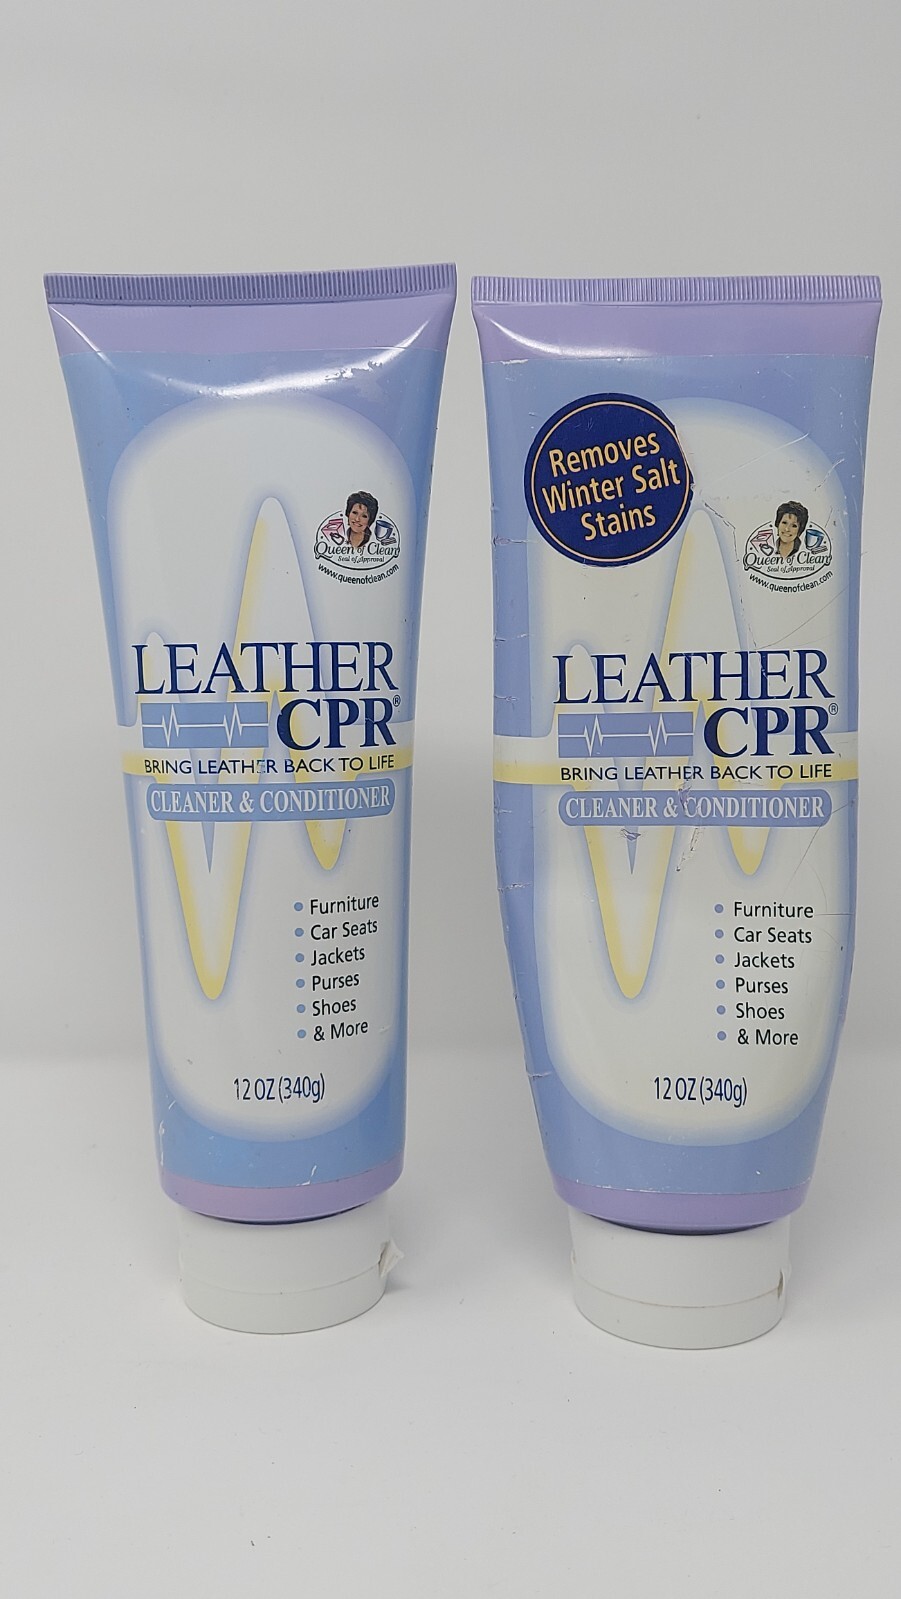 Queen of Clean
Seal of Approval
www.queenofclean.com
LEATHER
CPR®
BRING LEATHER BACK TO LIFE
CLEANER & CONDITIONER
• Furniture
• Car Seats
• Jackets
• Purses
• Shoes
• & More
12 OZ (340g)
Removes
Winter Salt
Stains
Queen of Clean
Seal of Approval
www.queenofclean.com
LEATHER
CPR®
BRING LEATHER BACK TO LIFE
CLEANER & CONDITIONER
• Furniture
• Car Seats
• Jackets
• Purses
• Shoes
• & More
12 OZ (340g)